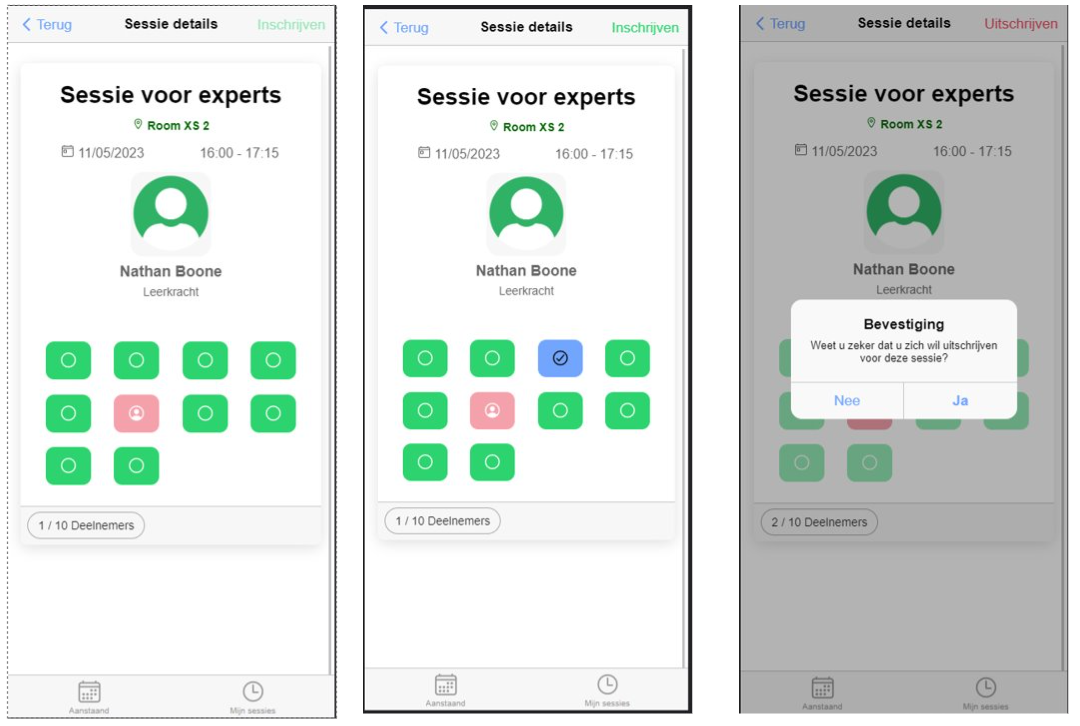 Terug Sessie details Inschrijven
Sessie voor experts
Room XS 2
11/05/2023 16:00 - 17:15
Nathan Boone
Leerkracht
1 / 10 Deelnemers
Aanstaand Mijn sessies
Terug Sessie details Inschrijven
Sessie voor experts
Room XS 2
11/05/2023 16:00 - 17:15
Nathan Boone
Leerkracht
1 / 10 Deelnemers
Aanstaand Mijn sessies
Terug Sessie details Uitschrijven
Sessie voor experts
Room XS 2
11/05/2023 16:00 - 17:15
Nathan Boone
Leerkracht
Bevestiging
Weet u zeker dat u zich wil uitschrijven
voor deze sessie?
Nee Ja
2 / 10 Deelnemers
Aanstaand Mijn sessies